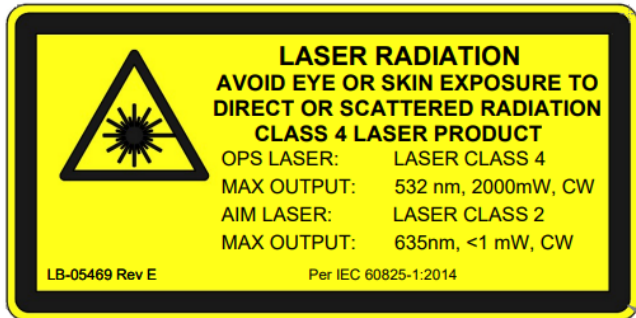 LASER RADIATION
AVOID EYE OR SKIN EXPOSURE TO
DIRECT OR SCATTERED RADIATION
CLASS 4 LASER PRODUCT
OPS LASER: LASER CLASS 4
MAX OUTPUT: 532 nm, 2000mW, CW
AIM LASER: LASER CLASS 2
MAX OUTPUT: 635nm, <1 mW, CW
LB-05469 Rev E Per IEC 60825-1:2014